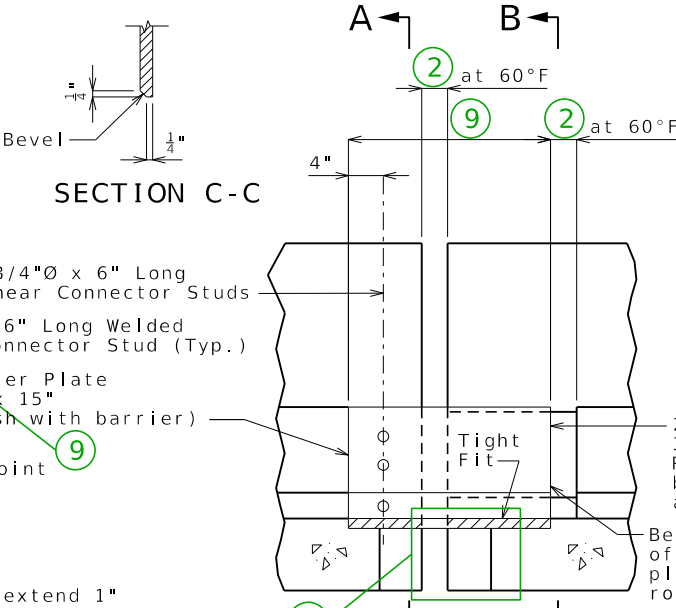 A
B
2 at 60°F
9
2 at 60°F
1/4"
Bevel
1/4"
4"
SECTION C-C
3/4"Ø x 6" Long
near Connector Studs
6" Long Welded
onnector Stud (Typ.)
er Plate
x 15"
sh with barrier)
9
oint
Tight
Fit
Be
of
pl
ro
extend 1"